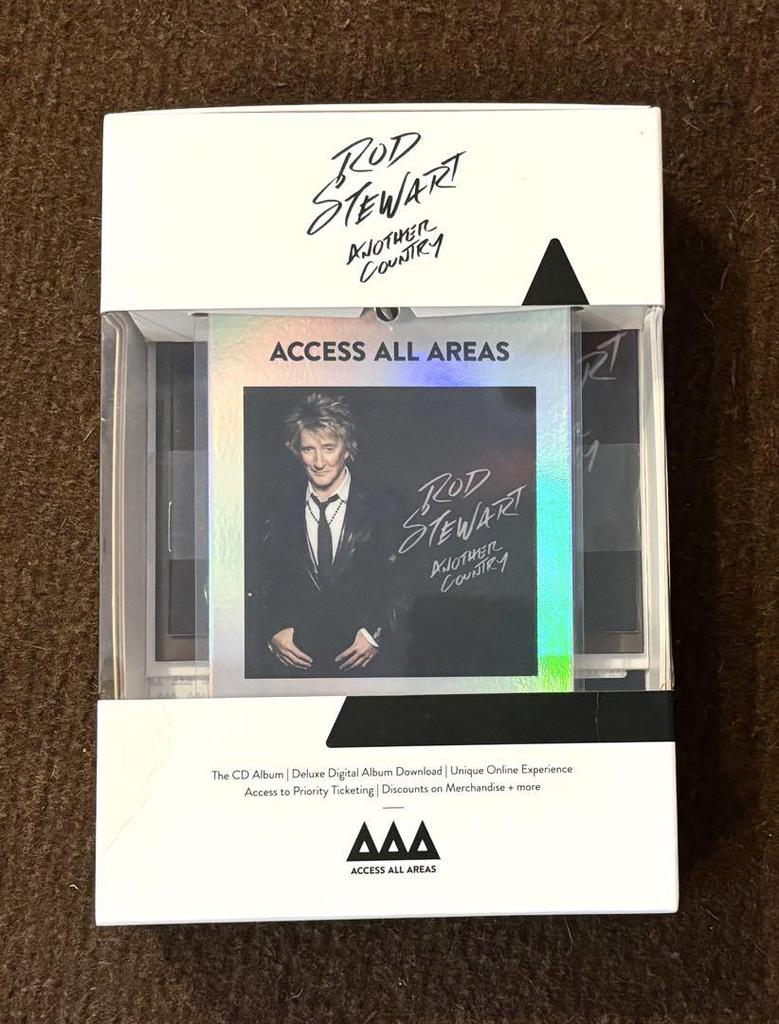 ROD
STEWART
ANOTHER
COUNTRY
ACCESS ALL AREAS
ROD
STEWART
ANOTHER
COUNTRY
The CD Album | Deluxe Digital Album Download | Unique Online Experience
Access to Priority Ticketing | Discounts on Merchandise + more
AAA
ACCESS ALL AREAS